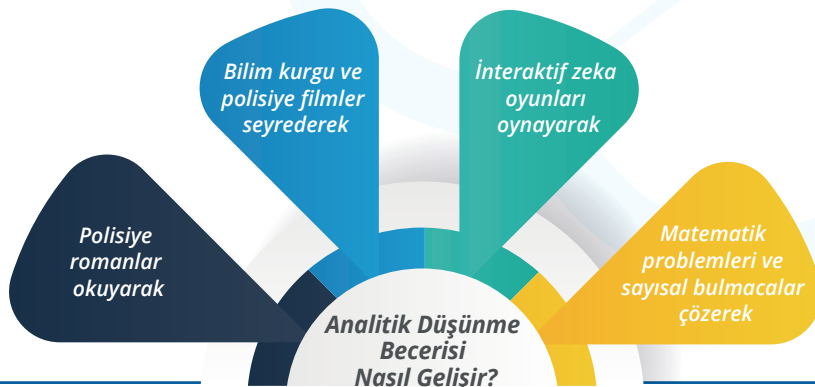 Polisiye
romanlar
okuyarak
Bilim kurgu ve
polisiye filmler
seyrederek
İnteraktif zeka
oyunları
oynayarak
Matematik
problemleri ve
sayısal bulmacalar
çözerek
Analitik Düşünme
Becerisi
Nasıl Gelişir?